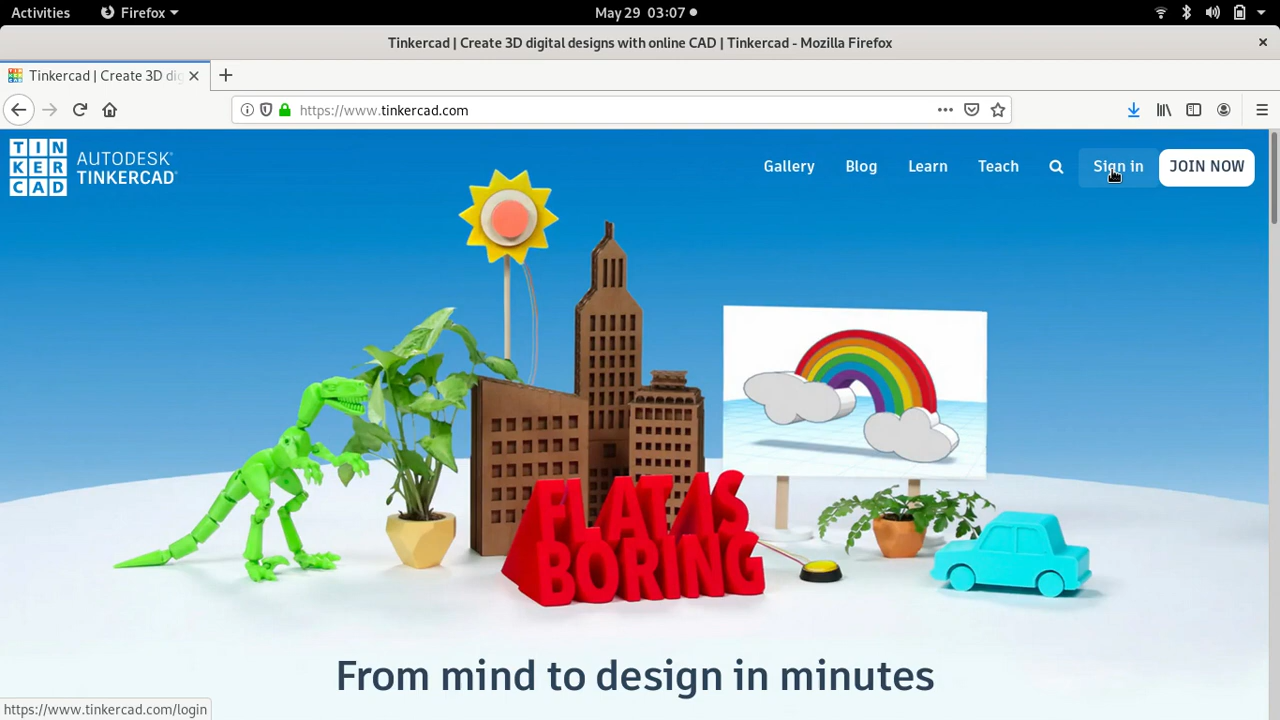 Activities Firefox May 29 03:07
Tinkercad | Create 3D digital designs with online CAD | Tinkercad - Mozilla Firefox
Tinkercad | Create 3D dig
https://www.tinkercad.com
TIN
KER
CAD
AUTODESK®
TINKERCAD®
Gallery Blog Learn Teach Sign in JOIN NOW
FLAT IS
BORING
From mind to design in minutes
https://www.tinkercad.com/login